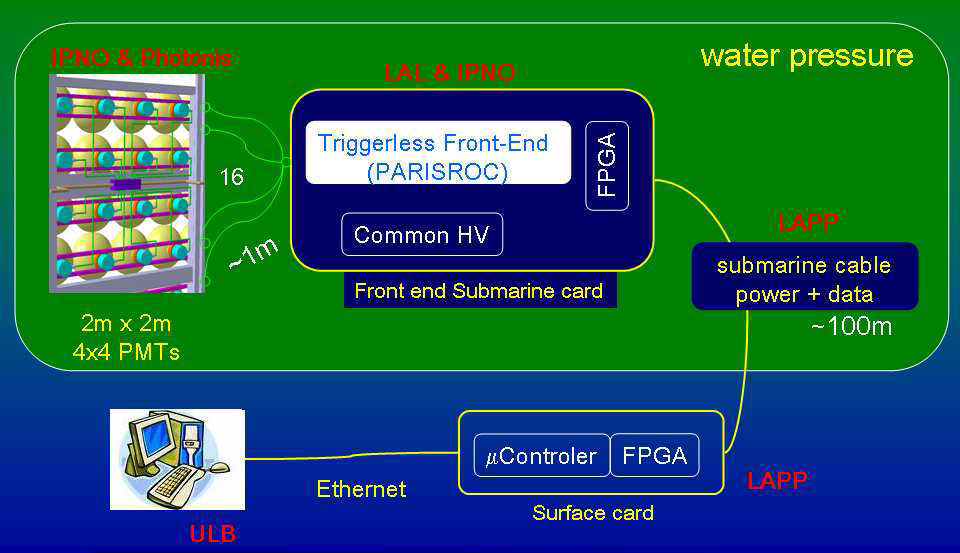 IPNO & Photonis
LAL & IPNO
water pressure
Triggerless Front-End
(PARISROC)
FPGA
16
~1m
Common HV
Front end Submarine card
LAPP
submarine cable
power + data
~100m
2m x 2m
4x4 PMTs
μControler
FPGA
Ethernet
LAPP
Surface card
ULB